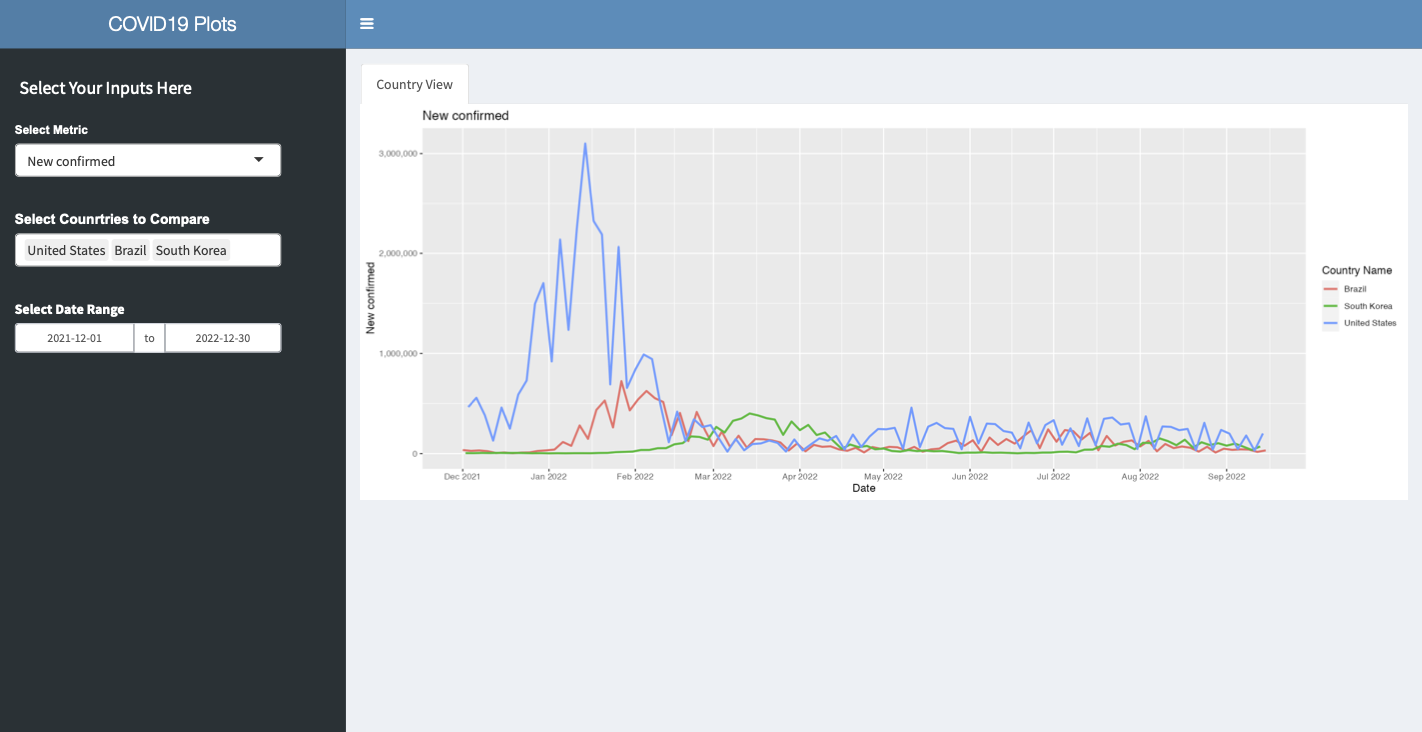 COVID19 Plots
Select Your Inputs Here
Select Metric
New confirmed
Select Counrtries to Compare
United States Brazil South Korea
Select Date Range
2021-12-01 to 2022-12-30
Country View
New confirmed
3,000,000
2,000,000
1,000,000
0
New confirmed
Dec 2021 Jan 2022 Feb 2022 Mar 2022 Apr 2022 May 2022 Jun 2022 Jul 2022 Aug 2022 Sep 2022
Date
Country Name
Brazil
South Korea
United States